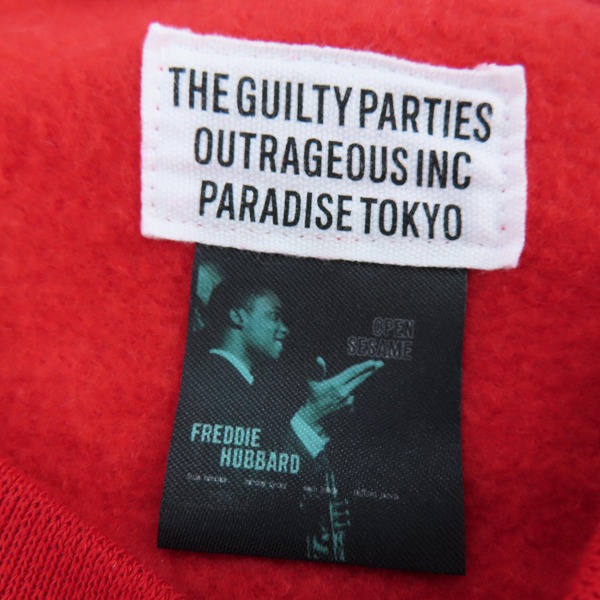 THE GUILTY PARTIES
OUTRAGEOUS INC
PARADISE TOKYO
OPEN
SESAME
FREDDIE
HUBBARD